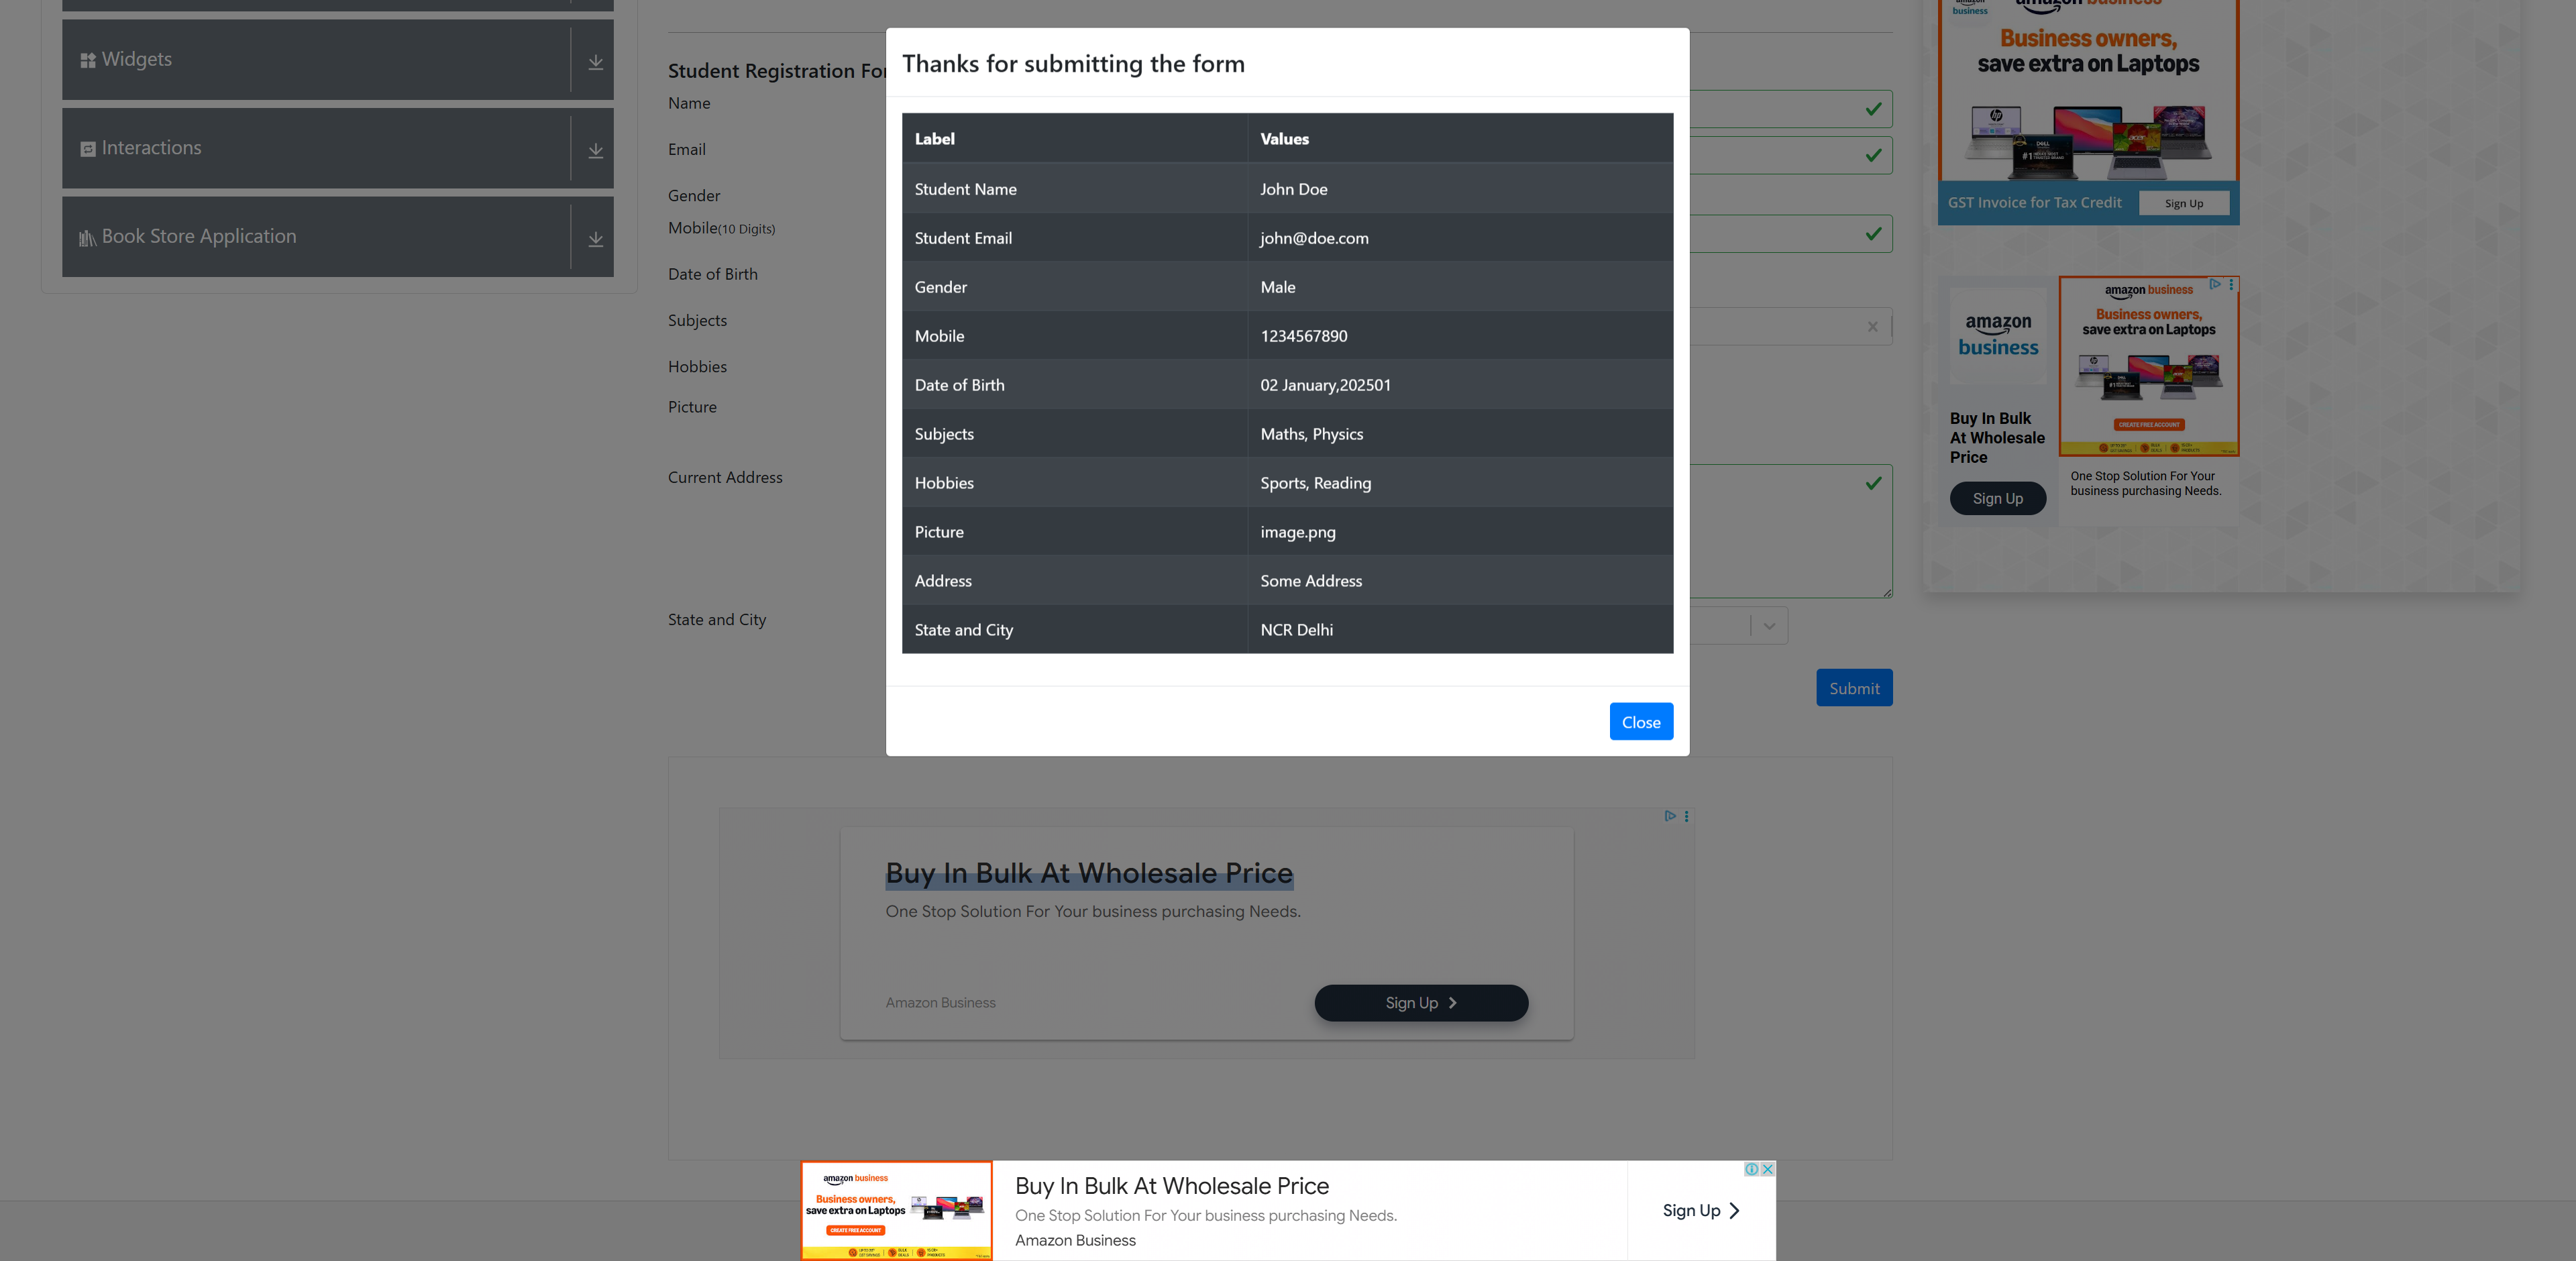 Widgets
Interactions
Book Store Application
Student Registration For
Name
Email
Gender
Mobile(10 Digits)
Date of Birth
Subjects
Hobbies
Picture
Current Address
State and City
Submit
Thanks for submitting the form
Label Values
Student Name John Doe
Student Email john@doe.com
Gender Male
Mobile 1234567890
Date of Birth 02 January,202501
Subjects Maths, Physics
Hobbies Sports, Reading
Picture image.png
Address Some Address
State and City NCR Delhi
Close
business
Business owners,
save extra on Laptops
GST Invoice for Tax Credit Sign Up
amazon
business
Buy In Bulk
At Wholesale
Price
Sign Up
amazon business
Business owners,
save extra on Laptops
CREATE FREE ACCOUNT
One Stop Solution For Your
business purchasing Needs.
Buy In Bulk At Wholesale Price
One Stop Solution For Your business purchasing Needs.
Amazon Business
Sign Up
amazon business
Business owners,
save extra on Laptops
CREATE FREE ACCOUNT
Buy In Bulk At Wholesale Price
One Stop Solution For Your business purchasing Needs.
Amazon Business
Sign Up